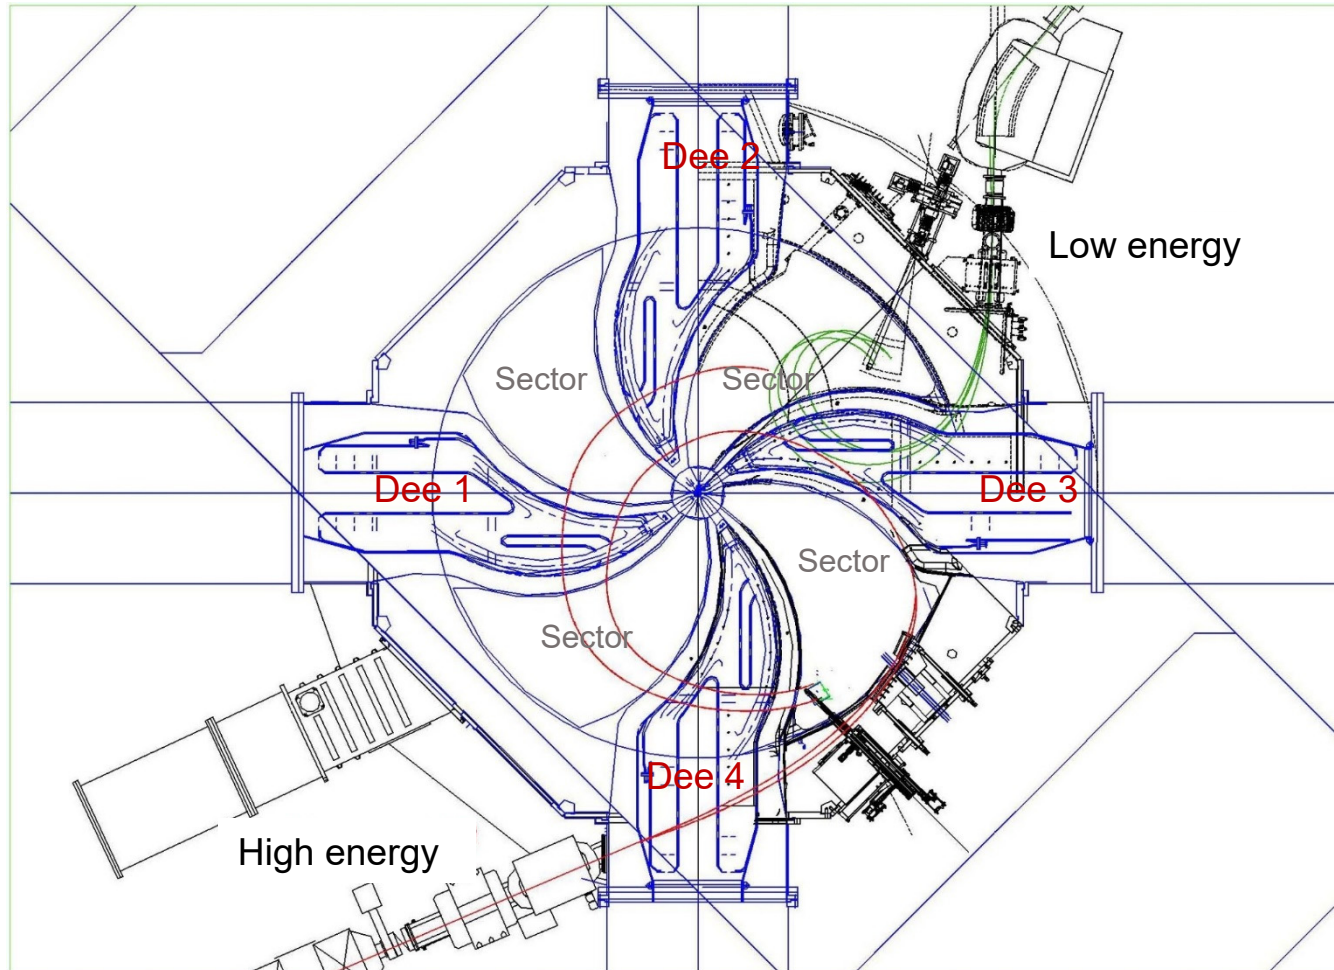 Dee 2
Low energy
Sector
Sector
Dee 1
Dee 3
Sector
Sector
Dee 4
High energy